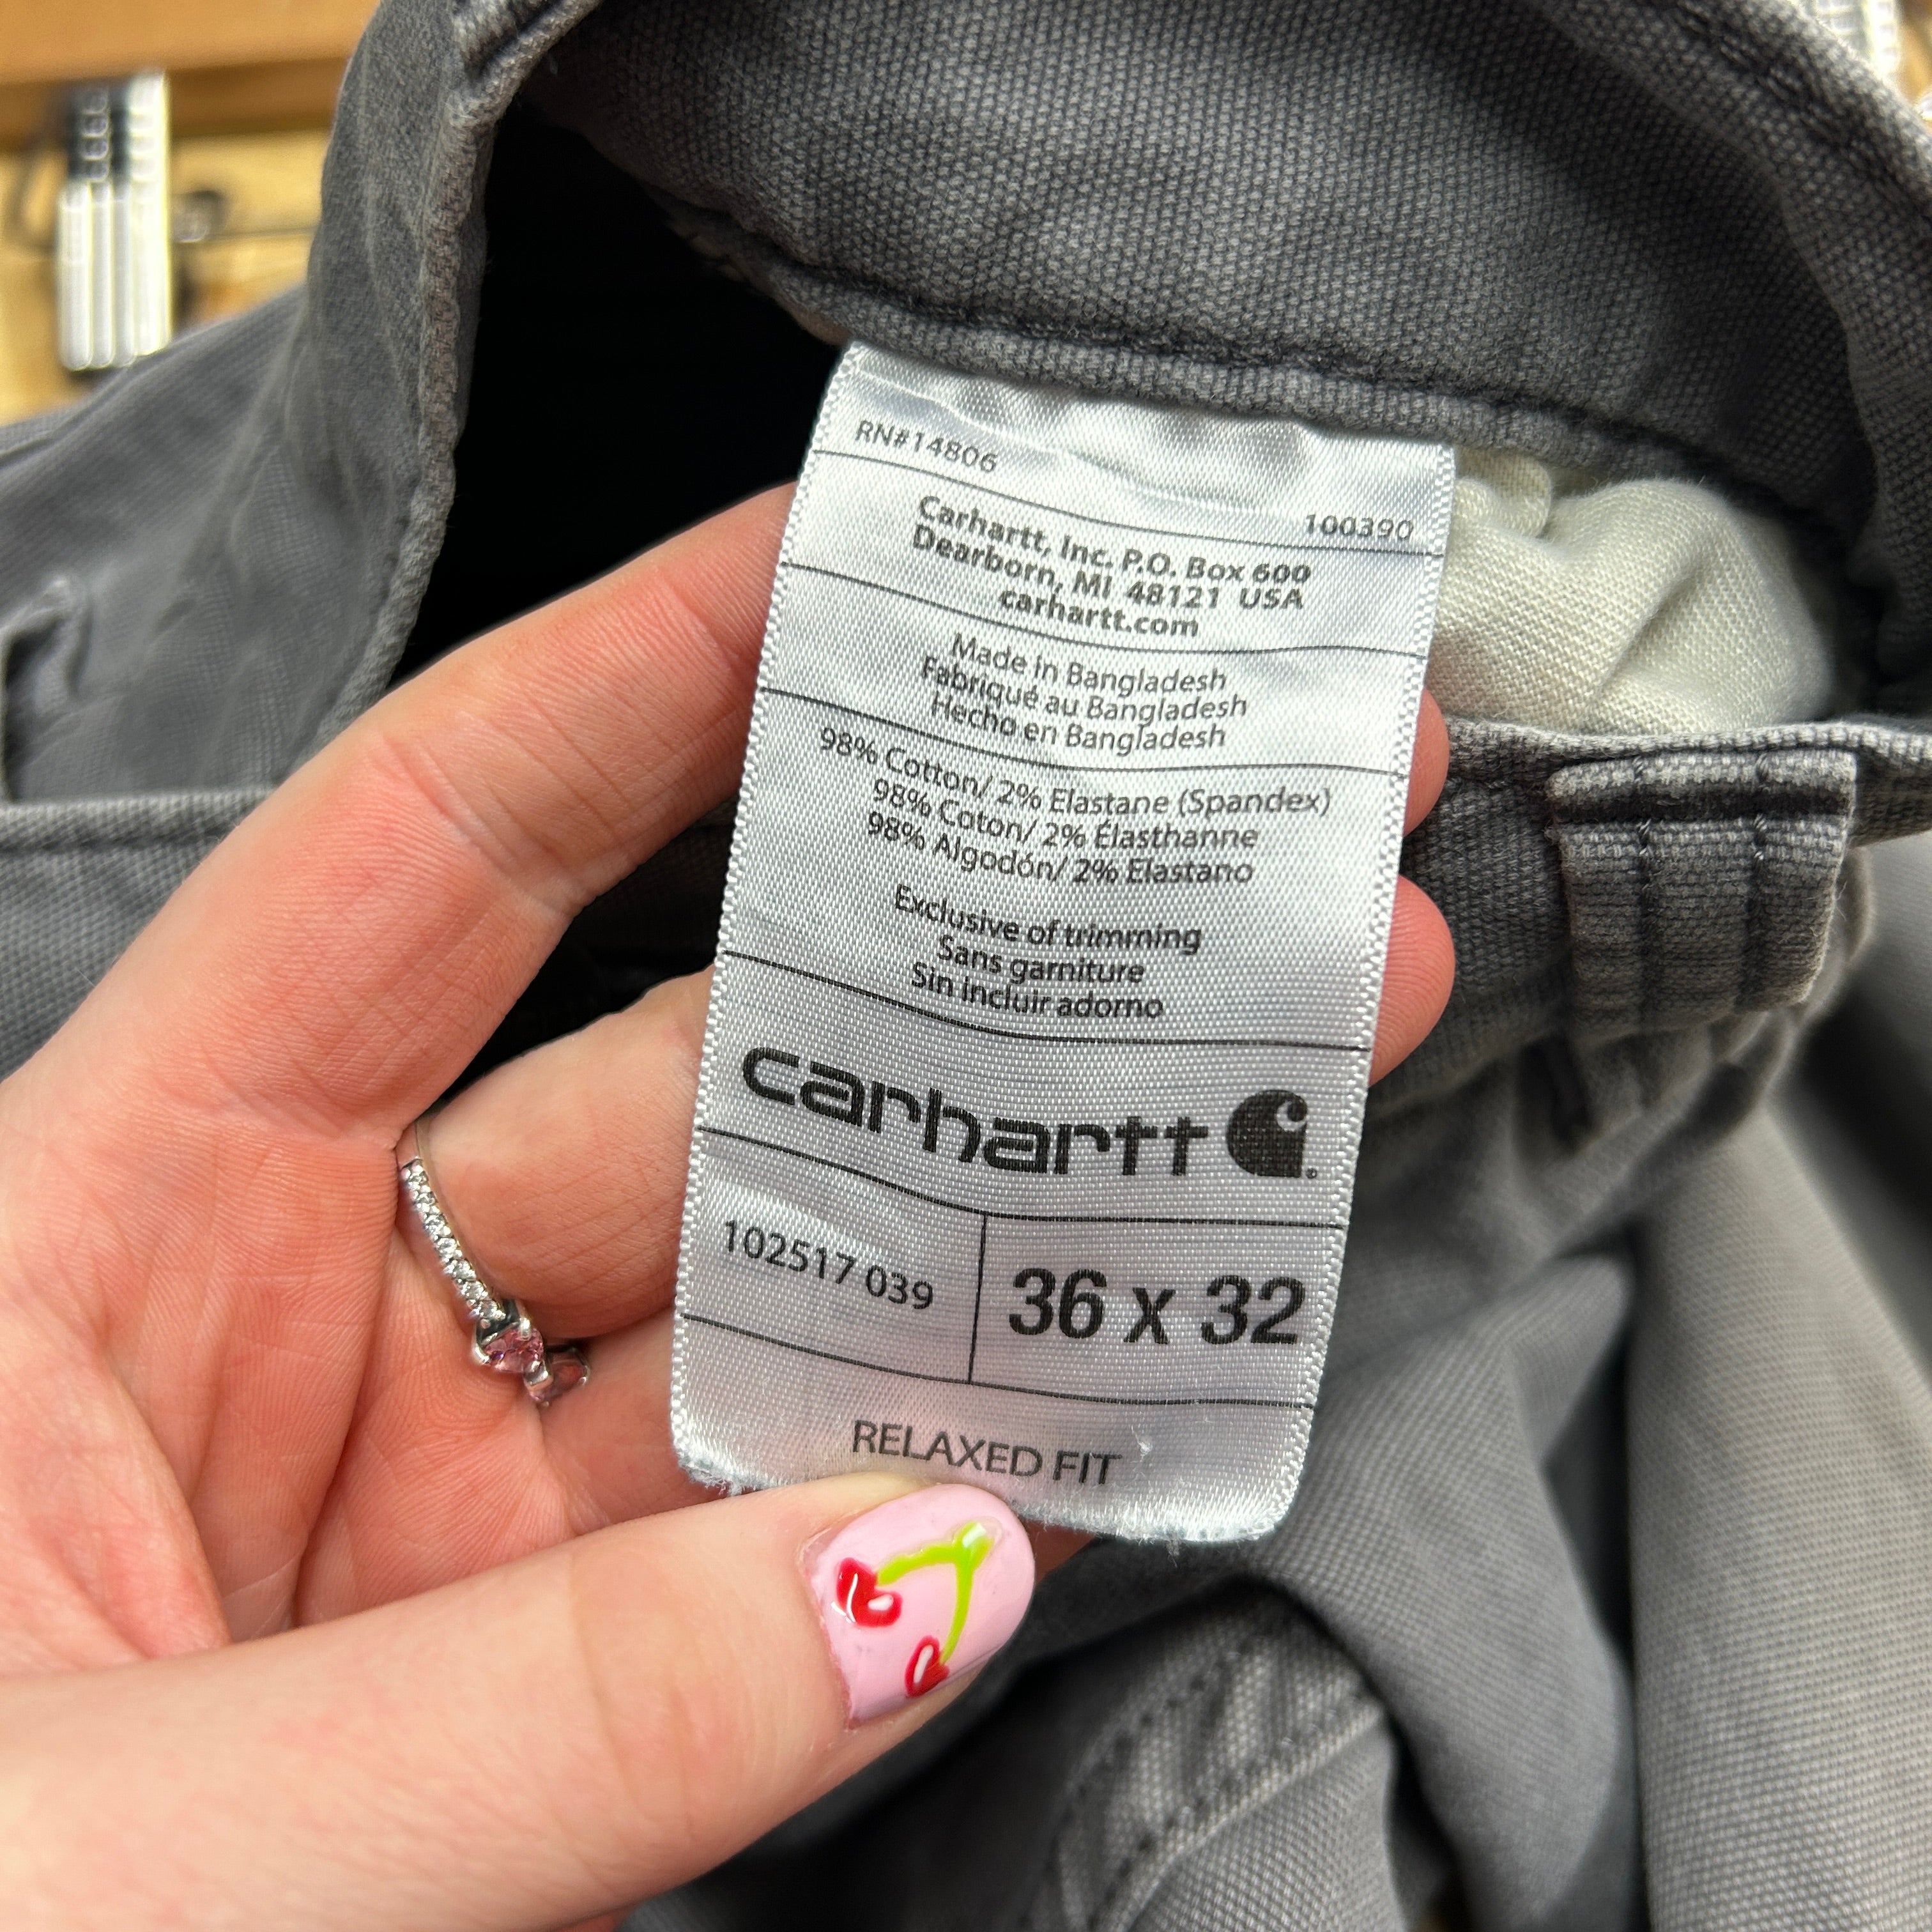 RN#14806
100390
Carhartt, Inc. P.O. Box 600
Dearborn, MI 48121 USA
carhartt.com
Made in Bangladesh
Fabriqué au Bangladesh
Hecho en Bangladesh
98% Cotton/ 2% Elastane (Spandex)
98% Coton/ 2% Élasthanne
98% Algodón/ 2% Elastano
Exclusive of trimming
Sans garniture
Sin incluir adorno
carhartt
102517 039
36 x 32
RELAXED FIT